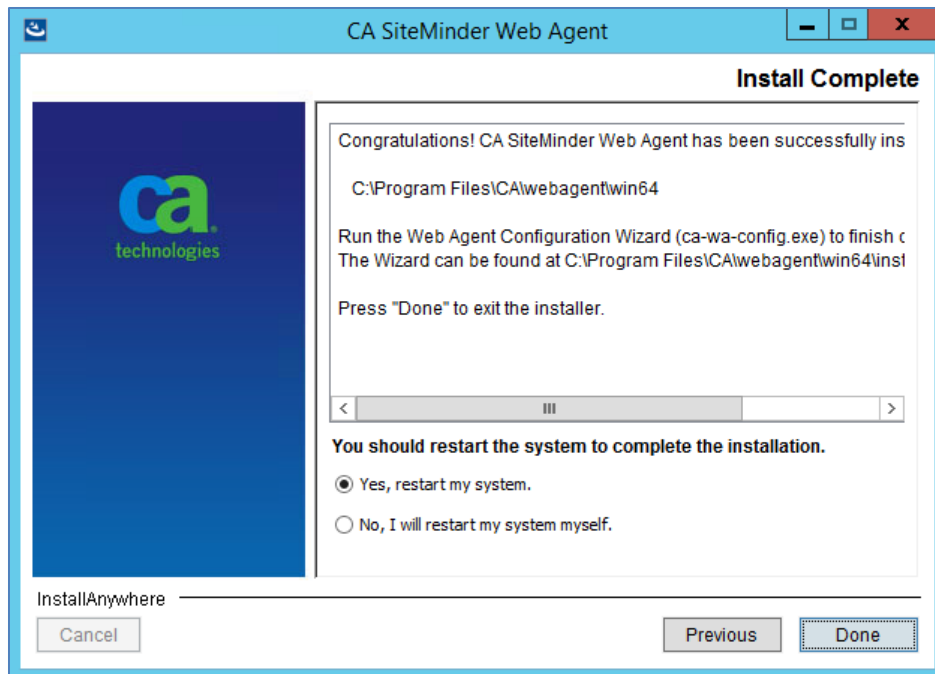 CA SiteMinder Web Agent
Install Complete
ca
technologies
Congratulations! CA SiteMinder Web Agent has been successfully ins
C:\Program Files\CA\webagent\win64
Run the Web Agent Configuration Wizard (ca-wa-config.exe) to finish c
The Wizard can be found at C:\Program Files\CA\webagent\win64\inst
Press "Done" to exit the installer.
You should restart the system to complete the installation.
Yes, restart my system.
No, I will restart my system myself.
InstallAnywhere
Cancel
Previous
Done